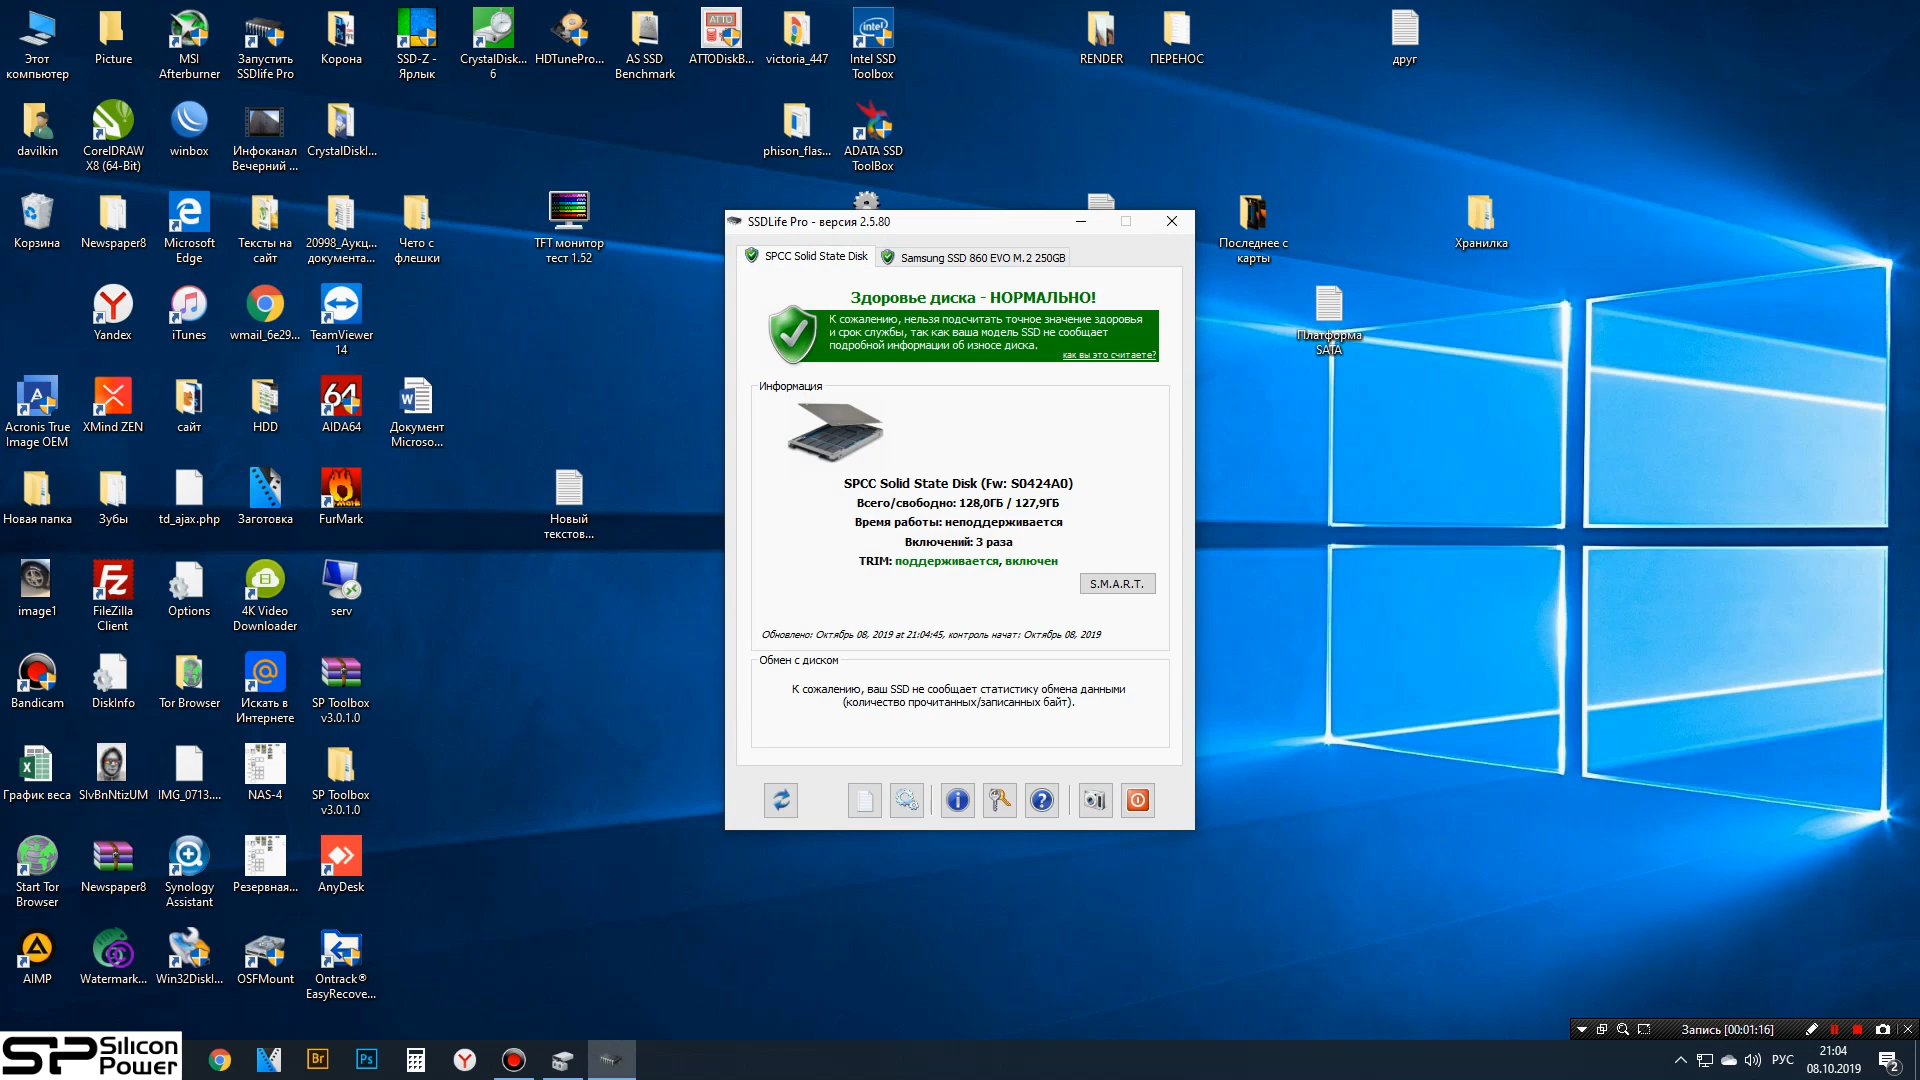 Этот
компьютер
Picture
MSI
Afterburner
Запустить
SSDlife Pro
Корона
SSD-Z -
Ярлык
CrystalDisk...
6
HDTunePro...
AS SSD
Benchmark
ATTO
ATTODiskB...
victoria_447
intel
Intel SSD
Toolbox
RENDER
ПЕРЕНОС
друг
davilkin
CorelDRAW
X8 (64-Bit)
winbox
Инфоканал
Вечерний ...
CrystalDiskI...
phison_flas...
ADATA SSD
ToolBox
Корзина
Newspaper8
Microsoft
Edge
Тексты на
сайт
20998_Аукц...
документа...
Чето с
флешки
TFT монитор
тест 1.52
Последнее с
карты
Хранилка
Yandex
iTunes
wmail_6e29...
TeamViewer
14
Платформа
SATA
Acronis True
Image OEM
XMind ZEN
сайт
HDD
64
AIDA64
Документ
Microso...
Новая папка
Зубы
td_ajax.php
Заготовка
FurMark
Новый
текстов...
image1
FileZilla
Client
Options
4K Video
Downloader
serv
Bandicam
DiskInfo
Tor Browser
Искать в
Интернете
SP Toolbox
v3.0.1.0
График веса
SlvBnNtizUM
IMG_0713....
NAS-4
SP Toolbox
v3.0.1.0
Start Tor
Browser
Newspaper8
Synology
Assistant
Резервная...
AnyDesk
AIMP
Watermark...
Win32DiskI...
OSFMount
Ontrack®
EasyRecove...
SSDLife Pro - версия 2.5.80
SPCC Solid State Disk
Samsung SSD 860 EVO M.2 250GB
Здоровье диска - НОРМАЛЬНО!
К сожалению, нельзя подсчитать точное значение здоровья
и срок службы, так как ваша модель SSD не сообщает
подробной информации об износе диска.
как вы это считаете?
Информация
SPCC Solid State Disk (Fw: S0424A0)
Всего/свободно: 128,0ГБ / 127,9ГБ
Время работы: неподдерживается
Включений: 3 раза
TRIM: поддерживается, включен
S.M.A.R.T.
Обновлено: Октябрь 08, 2019 at 21:04:45, контроль начат: Октябрь 08, 2019
Обмен с диском
К сожалению, ваш SSD не сообщает статистику обмена данными
(количество прочитанных/записанных байт).
Запись [00:01:16]
SP Silicon
Power
Br
Ps
РУС
21:04
08.10.2019
2